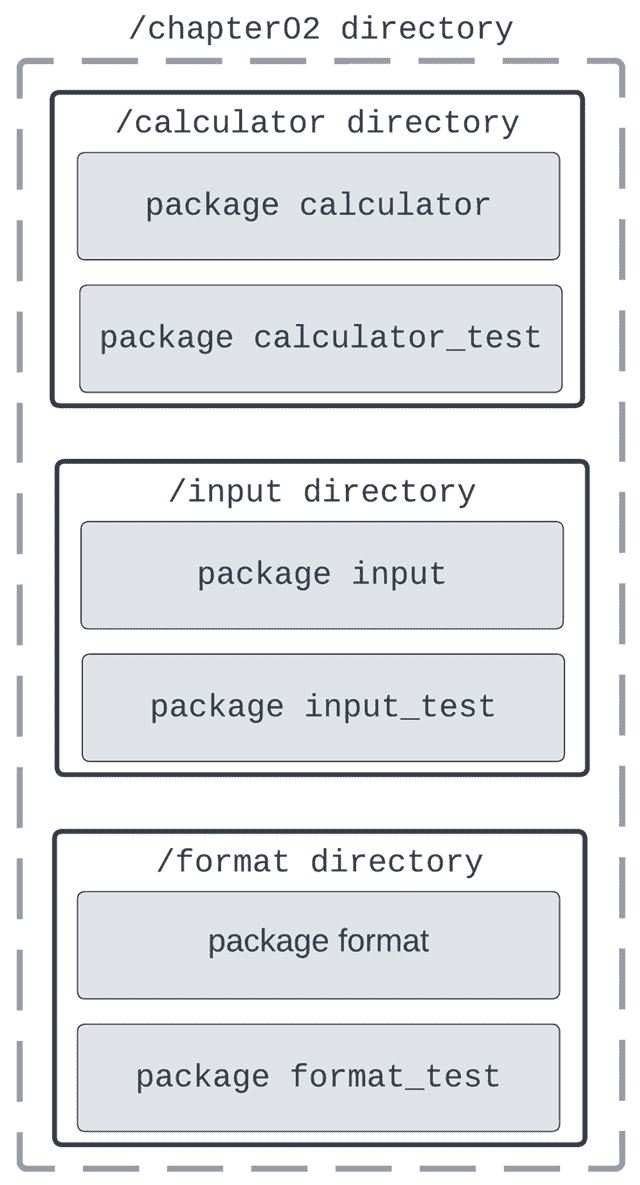 /chapter02 directory
/calculator directory
package calculator
package calculator_test
/input directory
package input
package input_test
/format directory
package format
package format_test